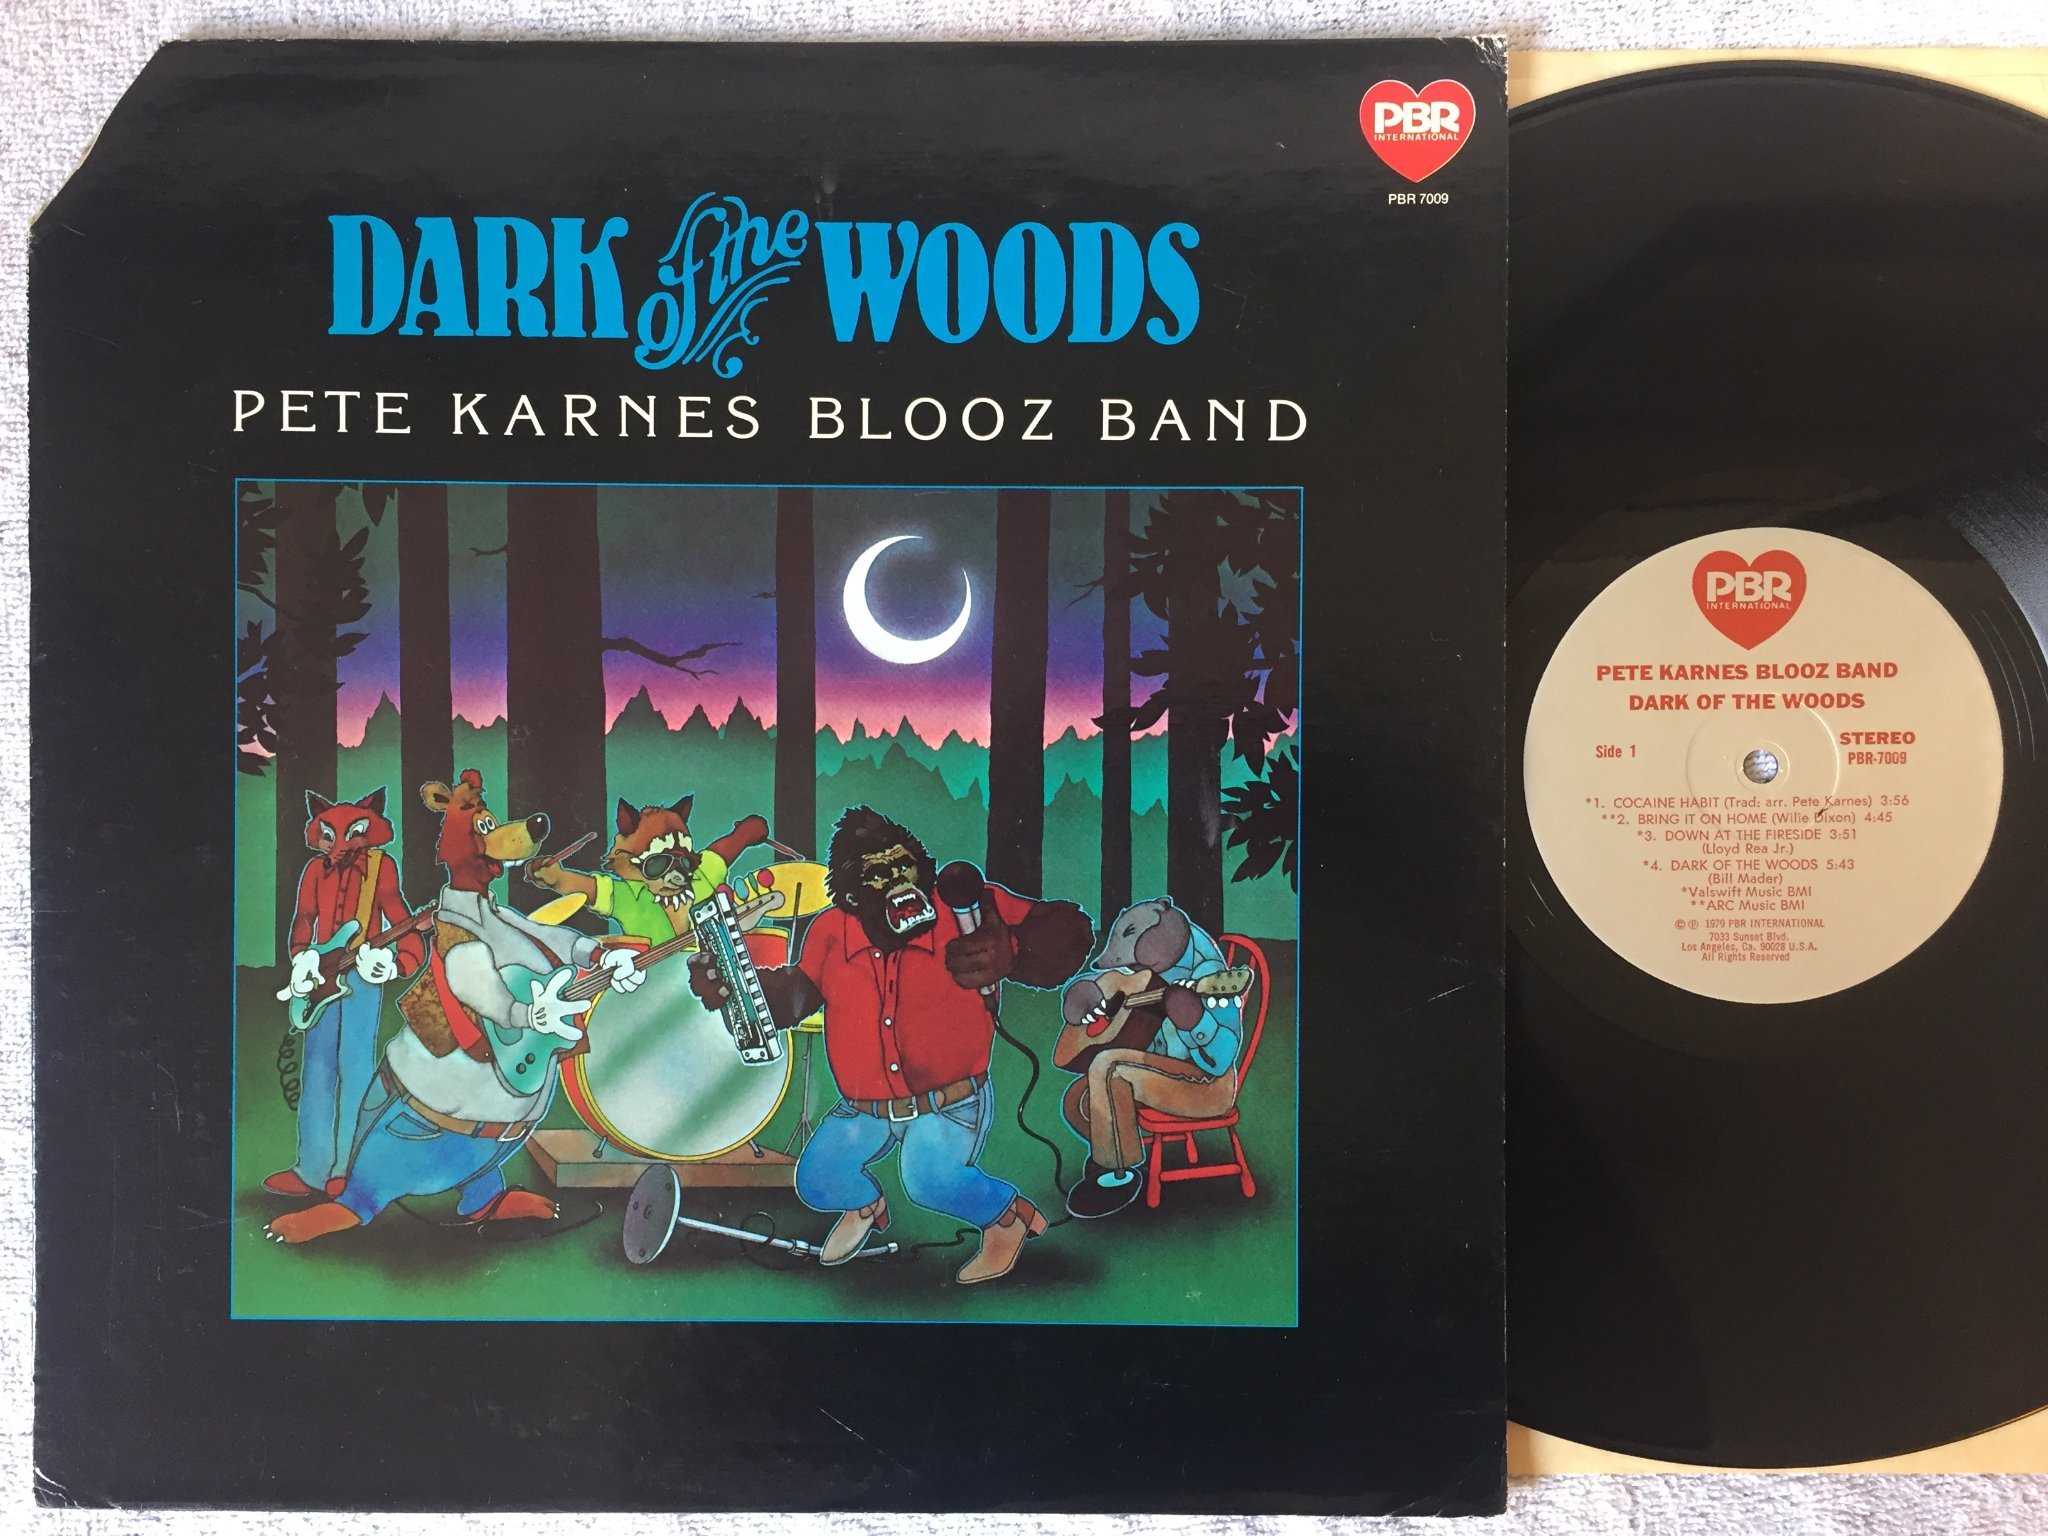 PBR
INTERNATIONAL
PBR 7009
DARK of the WOODS
PETE KARNES BLOOZ BAND
PBR
INTERNATIONAL
PETE KARNES BLOOZ BAND
DARK OF THE WOODS
STEREO
Side 1
PBR-7009
*1. COCAINE HABIT (Trad: arr. Pete Karnes) 3:56
**2. BRING IT ON HOME (Wilie Dixon) 4:45
*3. DOWN AT THE FIRESIDE 3:51
(Lloyd Rea Jr.)
*4. DARK OF THE WOODS 5:43
(Bill Mader)
*Valswift Music BMI
**ARC Music BMI
© ℗ 1979 PBR INTERNATIONAL
7033 Sunset Blvd.
Los Angeles, Ca. 90028 U.S.A.
All Rights Reserved